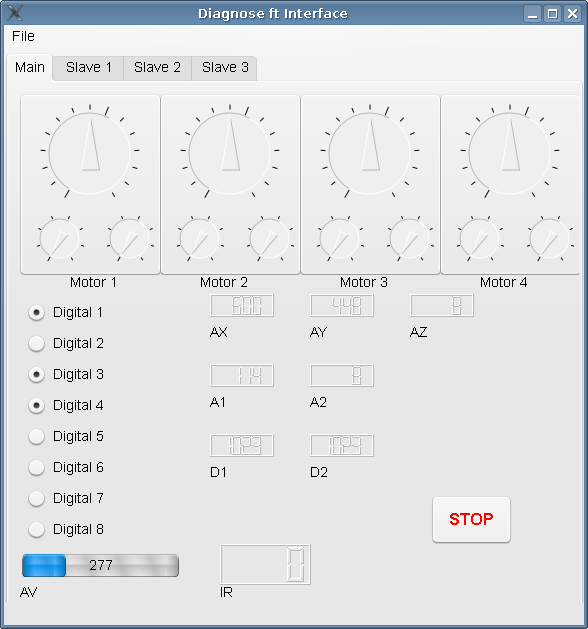 Diagnose ft Interface
File
Main Slave 1 Slave 2 Slave 3
Motor 1 Motor 2 Motor 3 Motor 4
Digital 1
Digital 2
Digital 3
Digital 4
Digital 5
Digital 6
Digital 7
Digital 8
277
AV
600 448
AX AY AZ
114
A1 A2
1023 1023
D1 D2
0
IR
STOP